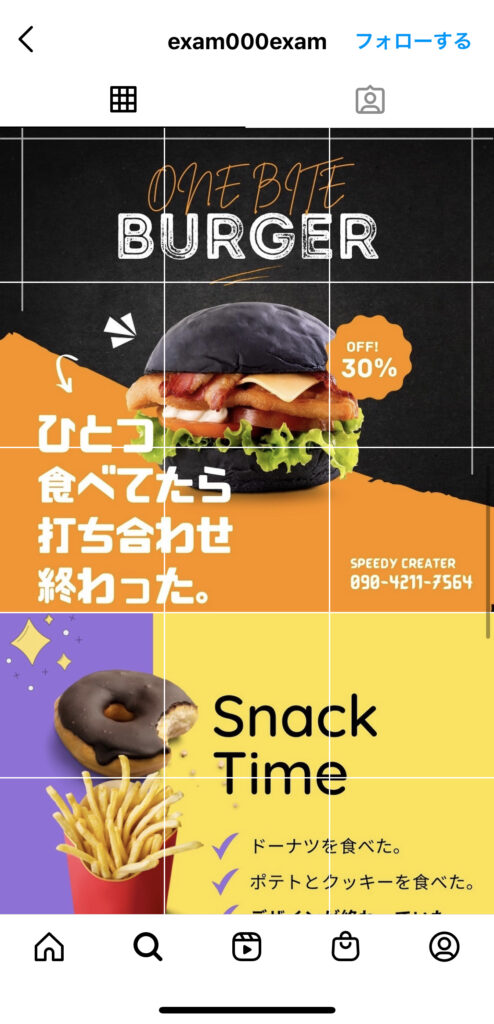 exam000exam フォローする
ONE BITE
BURGER
OFF!
30%
ひとつ
食べてたら
打ち合わせ
終わった。
SPEEDY CREATER
090-4211-7564
Snack
Time
ドーナツを食べた。
ポテトとクッキーを食べた。